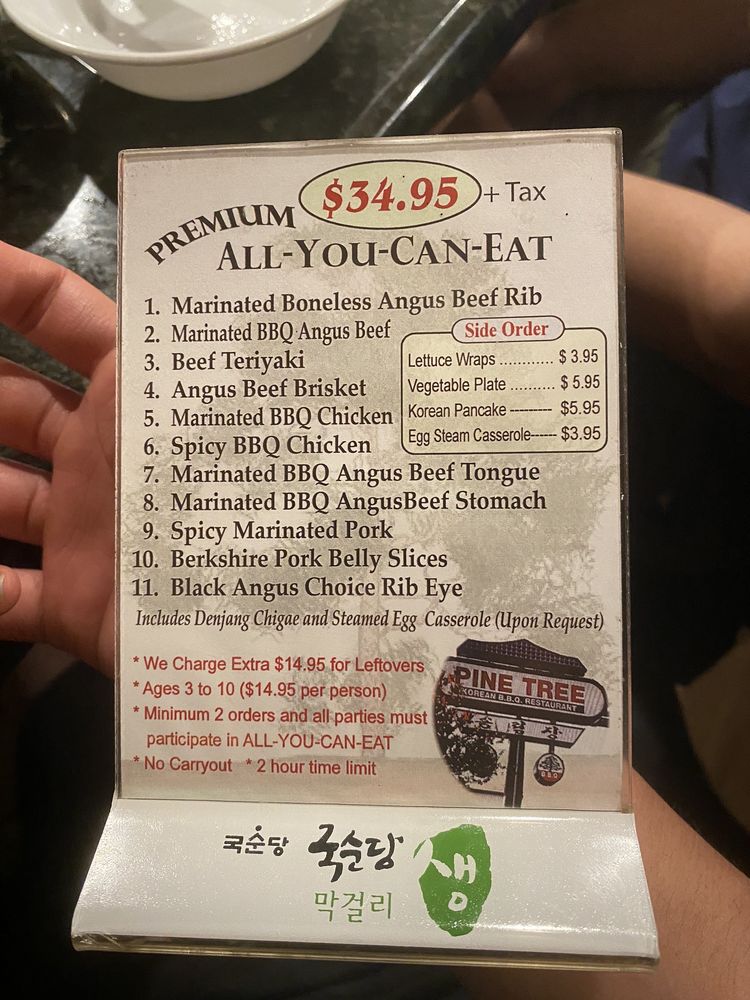 PREMIUM $34.95 + Tax
ALL-YOU-CAN-EAT
1. Marinated Boneless Angus Beef Rib
2. Marinated BBQ Angus Beef
3. Beef Teriyaki
4. Angus Beef Brisket
5. Marinated BBQ Chicken
6. Spicy BBQ Chicken
7. Marinated BBQ Angus Beef Tongue
8. Marinated BBQ AngusBeef Stomach
9. Spicy Marinated Pork
10. Berkshire Pork Belly Slices
11. Black Angus Choice Rib Eye
Side Order
Lettuce Wraps ............ $ 3.95
Vegetable Plate .......... $ 5.95
Korean Pancake --------- $5.95
Egg Steam Casserole------ $3.95
Includes Denjang Chigae and Steamed Egg Casserole (Upon Request)
* We Charge Extra $14.95 for Leftovers
* Ages 3 to 10 ($14.95 per person)
* Minimum 2 orders and all parties must
participate in ALL-YOU-CAN-EAT
* No Carryout * 2 hour time limit
PINE TREE
KOREAN B.B.Q. RESTAURANT
B.B.Q
국순당 국순당 생
막걸리